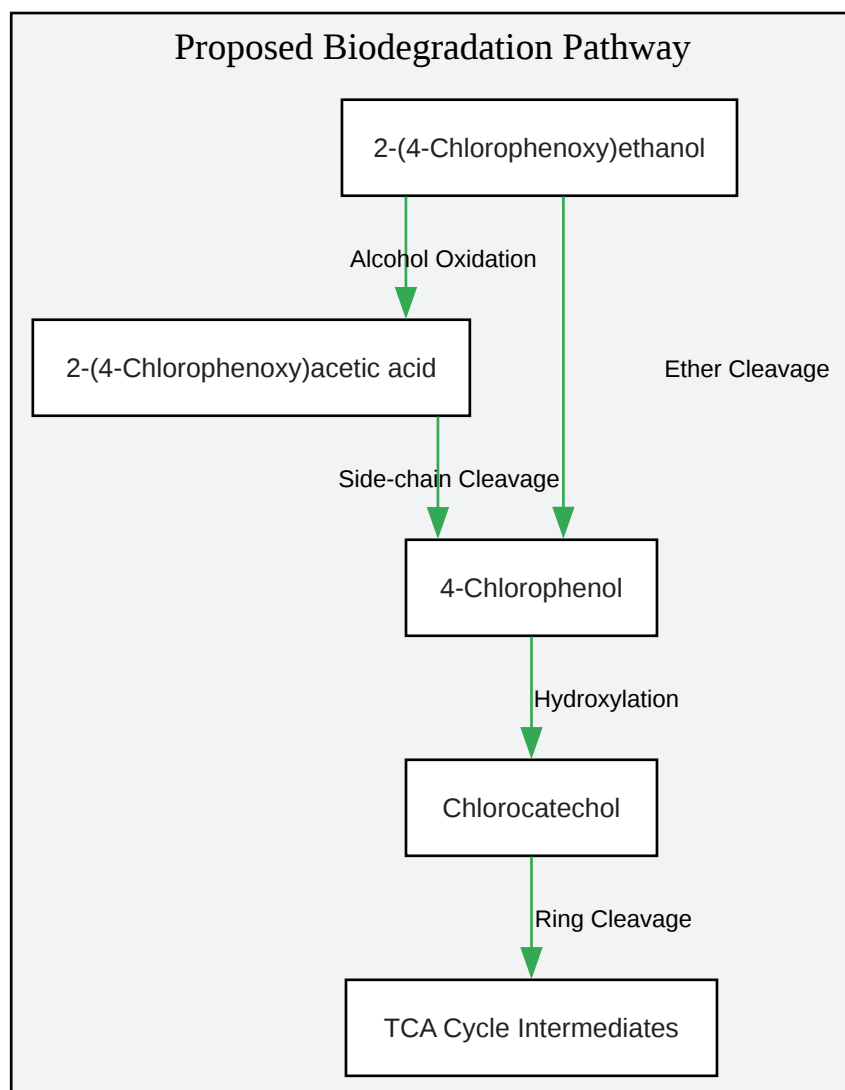 Proposed Biodegradation Pathway
2-(4-Chlorophenoxy)ethanol
Alcohol Oxidation
2-(4-Chlorophenoxy)acetic acid
Ether Cleavage
Side-chain Cleavage
4-Chlorophenol
Hydroxylation
Chlorocatechol
Ring Cleavage
TCA Cycle Intermediates